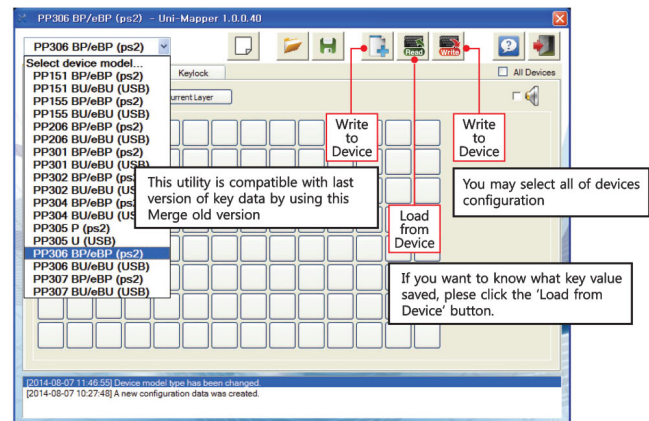 PP306 BP/eBP (ps2) - Uni-Mapper 1.0.0.40
PP306 BP/eBP (ps2)
Read
Write
Select device model...
PP151 BP/eBP (ps2)
PP151 BU/eBU (USB)
PP155 BP/eBP (ps2)
PP155 BU/eBU (USB)
PP206 BP/eBP (ps2)
PP206 BU/eBU (USB)
PP301 BP/eBP (ps2)
PP301 BU/eBU (USB)
PP302 BP/eBP (ps2)
PP302 BU/eBU (US
PP304 BP/eBP (ps
PP304 BU/eBU (US
PP305 P (ps2)
PP305 U (USB)
PP306 BP/eBP (ps2)
PP306 BU/eBU (USB)
PP307 BP/eBP (ps2)
PP307 BU/eBU (USB)
Keylock
All Devices
urrent Layer
Write
to
Device
Write
to
Device
This utility is compatible with last
version of key data by using this
Merge old version
You may select all of devices
configuration
Load
from
Device
If you want to know what key value
saved, plese click the 'Load from
Device' button.
[2014-08-07 11:46:55] Device model type has been changed.
[2014-08-07 10:27:48] A new configuration data was created.